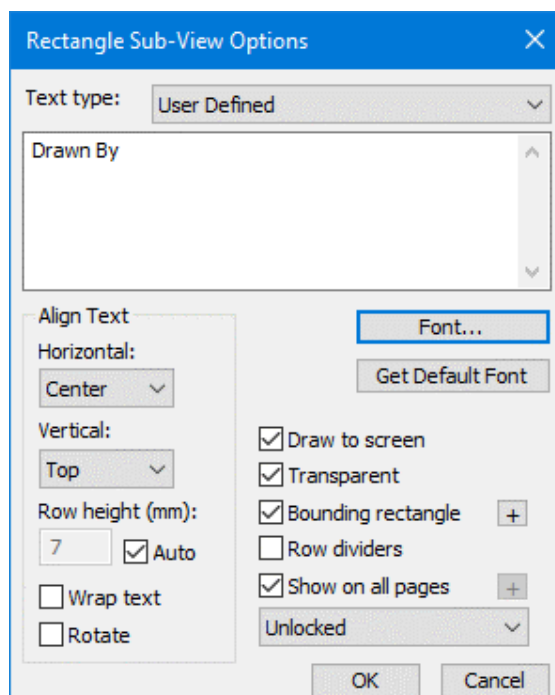 Rectangle Sub-View Options
Text type: User Defined
Drawn By
Align Text
Horizontal:
Center
Vertical:
Top
Row height (mm):
7 Auto
Wrap text
Rotate
Font...
Get Default Font
Draw to screen
Transparent
Bounding rectangle +
Row dividers
Show on all pages +
Unlocked
OK Cancel